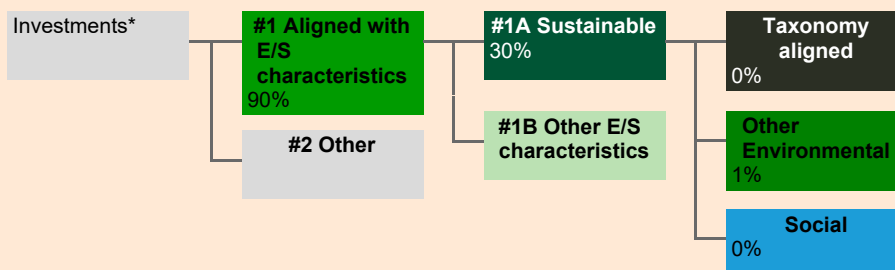 Investments*
#1 Aligned with
E/S
characteristics
90%
#2 Other
#1A Sustainable
30%
#1B Other E/S
characteristics
Taxonomy
aligned
0%
Other
Environmental
1%
Social
0%